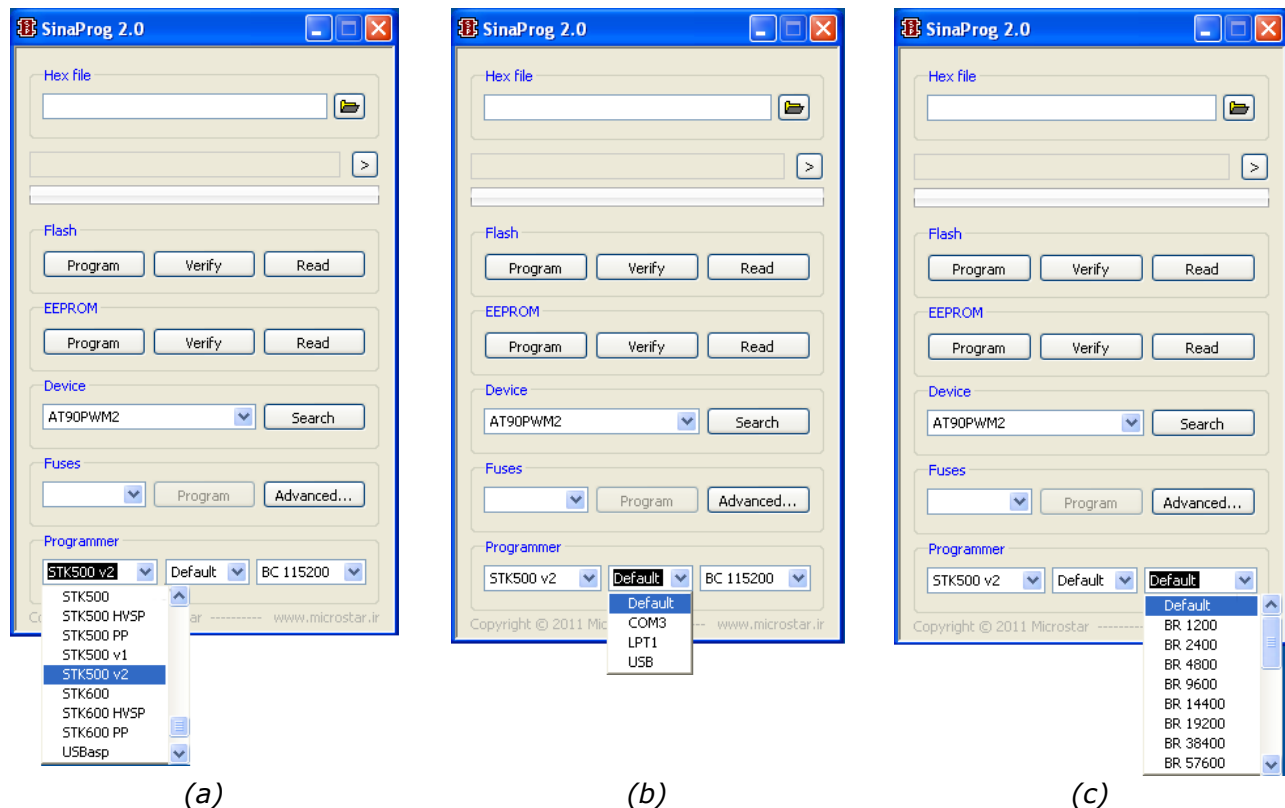 SinaProg 2.0
Hex file
>
Flash
Program Verify Read
EEPROM
Program Verify Read
Device
AT90PWM2 Search
Fuses
Program Advanced...
Programmer
STK500 v2 Default BC 115200
STK500
STK500 HVSP
STK500 PP
STK500 v1
STK500 v2
STK600
STK600 HVSP
STK600 PP
USBasp
ar ---------- www.microstar.ir
(a)
SinaProg 2.0
Hex file
>
Flash
Program Verify Read
EEPROM
Program Verify Read
Device
AT90PWM2 Search
Fuses
Program Advanced...
Programmer
STK500 v2 Default BC 115200
Default
COM3
LPT1
USB
Copyright © 2011 Mic -- www.microstar.ir
(b)
SinaProg 2.0
Hex file
>
Flash
Program Verify Read
EEPROM
Program Verify Read
Device
AT90PWM2 Search
Fuses
Program Advanced...
Programmer
STK500 v2 Default Default
Default
BR 1200
BR 2400
BR 4800
BR 9600
BR 14400
BR 19200
BR 38400
BR 57600
Copyright © 2011 Microstar -----
(c)